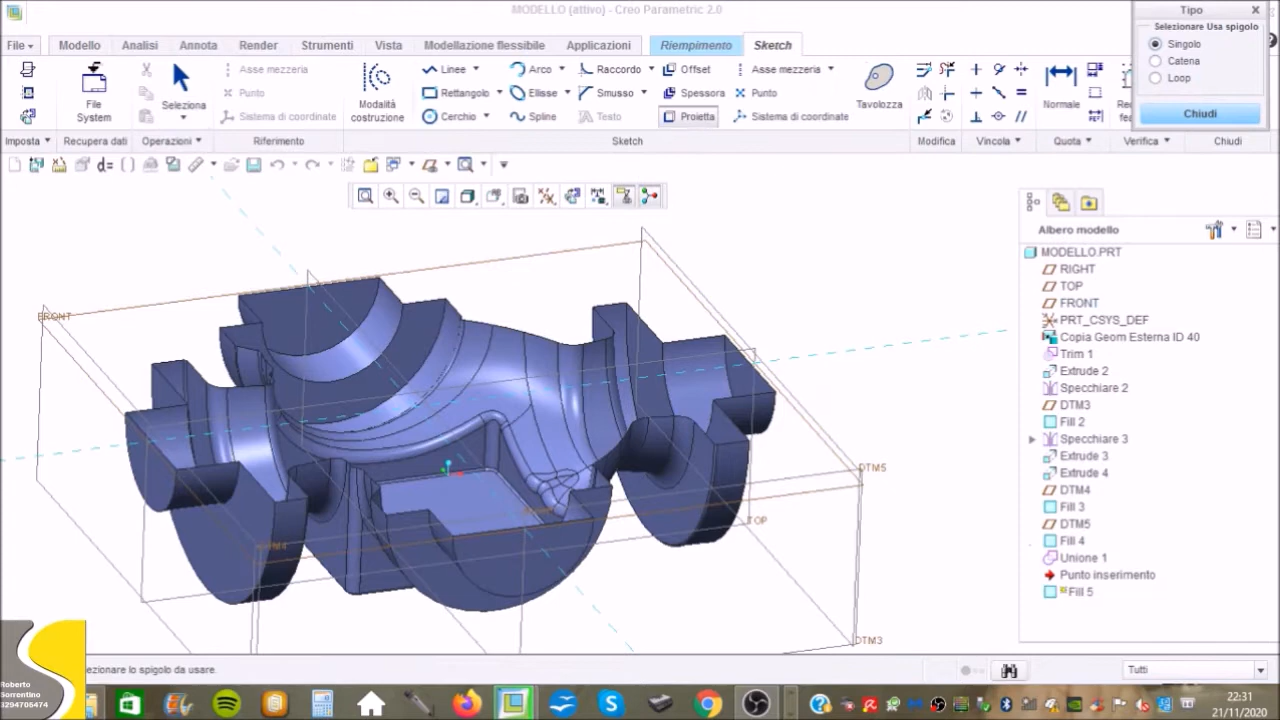 MODELLO (attivo) - Creo Parametric 2.0
Tipo
Selezionare Usa spigolo
Singolo
Catena
Loop
Chiudi
File
Modello
Analisi
Annota
Render
Strumenti
Vista
Modellazione flessibile
Applicazioni
Riempimento
Sketch
File System
Seleziona
Asse mezzeria
Punto
Sistema di coordinate
Modalità costruzione
Linee
Arco
Raccordo
Offset
Asse mezzeria
Rettangolo
Ellisse
Smusso
Spessora
Punto
Cerchio
Spline
Testo
Proietta
Sistema di coordinate
Tavolozza
Normale
Imposta
Recupera dati
Operazioni
Riferimento
Sketch
Modifica
Vincola
Quota
Verifica
Chiudi
Albero modello
MODELLO.PRT
RIGHT
TOP
FRONT
PRT_CSYS_DEF
Copia Geom Esterna ID 40
Trim 1
Extrude 2
Specchiare 2
DTM3
Fill 2
Specchiare 3
Extrude 3
Extrude 4
DTM4
Fill 3
DTM5
Fill 4
Unione 1
Punto inserimento
Fill 5
FRONT
DTM5
TOP
DTM3
ezionare lo spigolo da usare.
Tutti
Roberto
Sorrentino
3294706474
22:31
21/11/2020